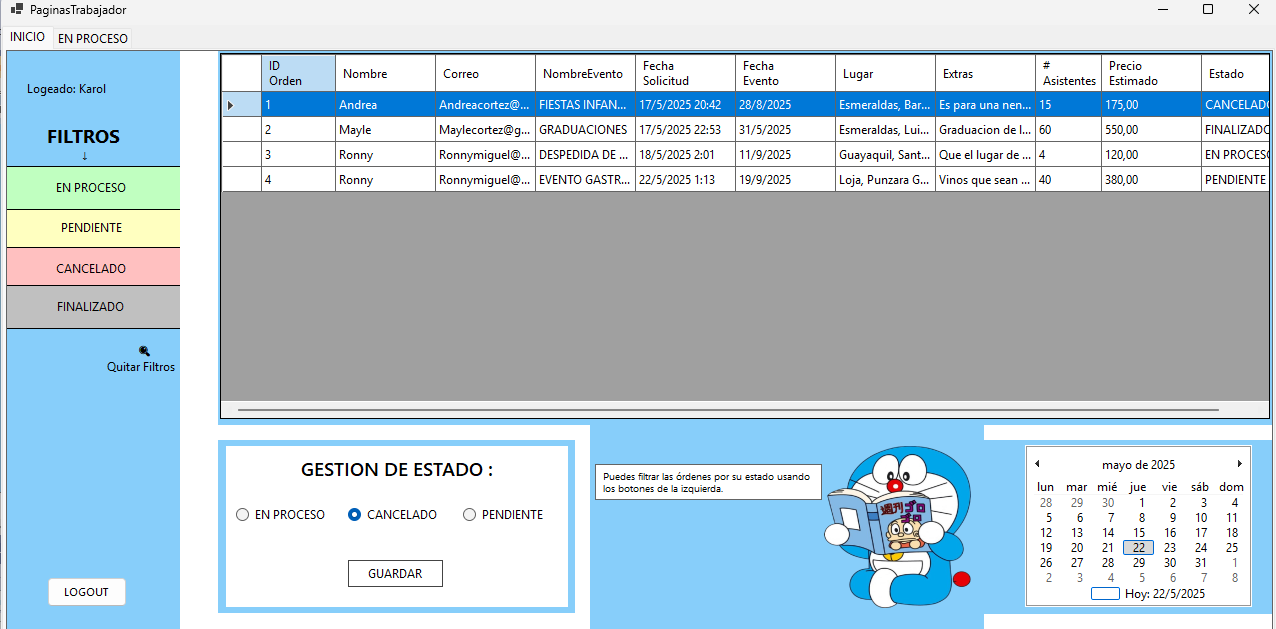 PaginasTrabajador
INICIO EN PROCESO
Logeado: Karol
FILTROS
↓
EN PROCESO
PENDIENTE
CANCELADO
FINALIZADO
Quitar Filtros
LOGOUT
ID Orden Nombre Correo NombreEvento Fecha Solicitud Fecha Evento Lugar Extras # Asistentes Precio Estimado Estado
1 Andrea Andreacortez@... FIESTAS INFAN... 17/5/2025 20:42 28/8/2025 Esmeraldas, Bar... Es para una nen... 15 175,00 CANCELADO
2 Mayle Maylecortez@g... GRADUACIONES 17/5/2025 22:53 31/5/2025 Esmeraldas, Lui... Graduacion de l... 60 550,00 FINALIZADO
3 Ronny Ronnymiguel@... DESPEDIDA DE ... 18/5/2025 2:01 11/9/2025 Guayaquil, Sant... Que el lugar de ... 4 120,00 EN PROCESO
4 Ronny Ronnymiguel@... EVENTO GASTR... 22/5/2025 1:13 19/9/2025 Loja, Punzara G... Vinos que sean ... 40 380,00 PENDIENTE
GESTION DE ESTADO :
EN PROCESO CANCELADO PENDIENTE
GUARDAR
Puedes filtrar las órdenes por su estado usando
los botones de la izquierda.
週刊ゴロ
ゴロ
mayo de 2025
lun mar mié jue vie sáb dom
28 29 30 1 2 3 4
5 6 7 8 9 10 11
12 13 14 15 16 17 18
19 20 21 22 23 24 25
26 27 28 29 30 31 1
2 3 4 5 6 7 8
Hoy: 22/5/2025